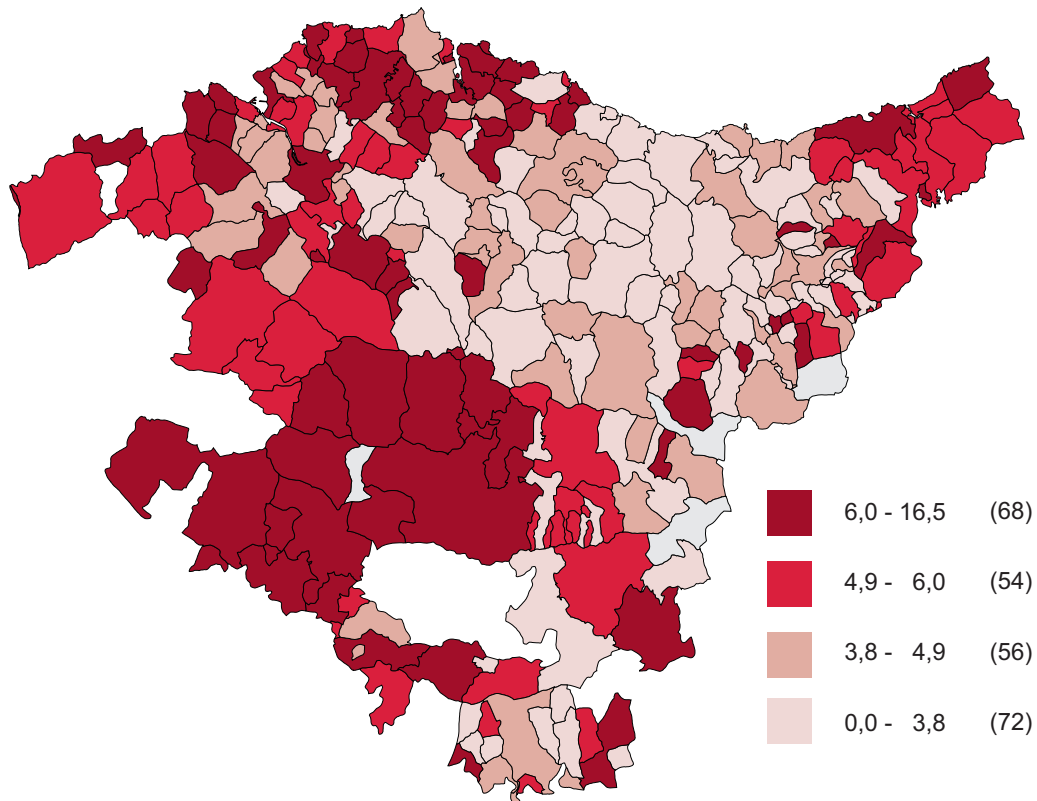 6,0 - 16,5 (68)
4,9 - 6,0 (54)
3,8 - 4,9 (56)
0,0 - 3,8 (72)